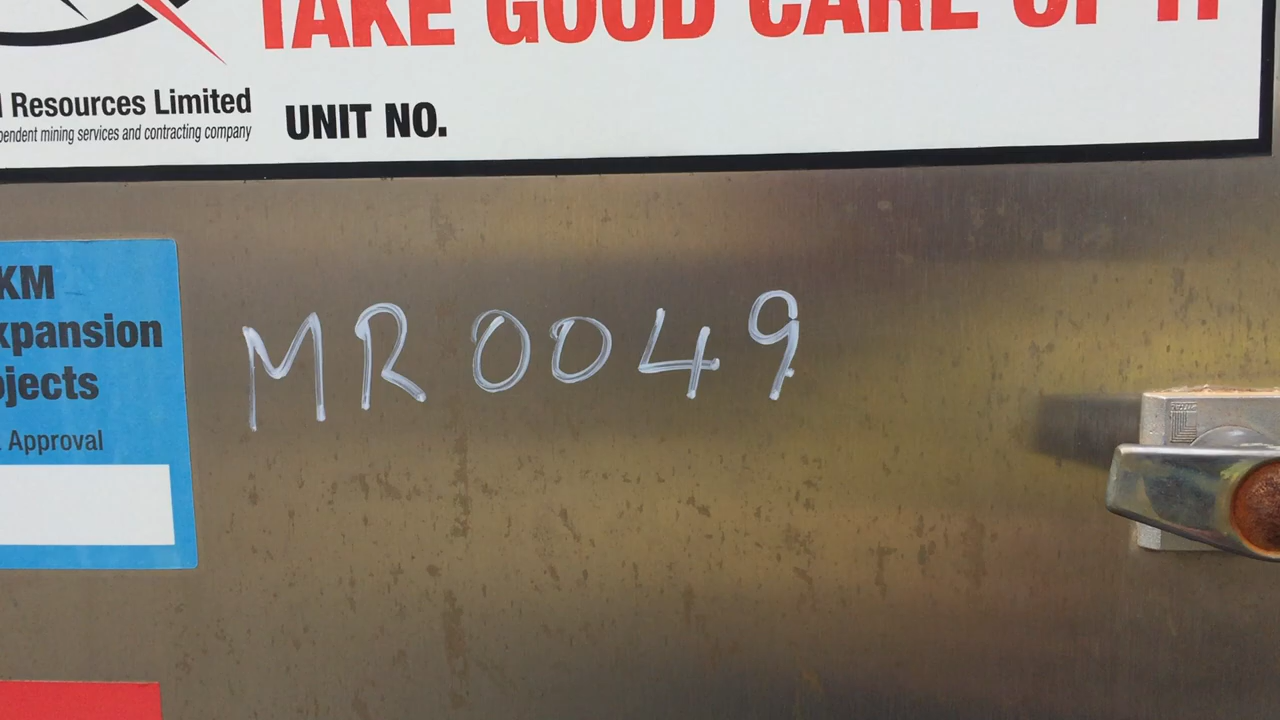 TAKE GOOD CARE OF IT
Resources Limited
pendent mining services and contracting company
UNIT NO.
KM
xpansion
ojects
Approval
MR0049